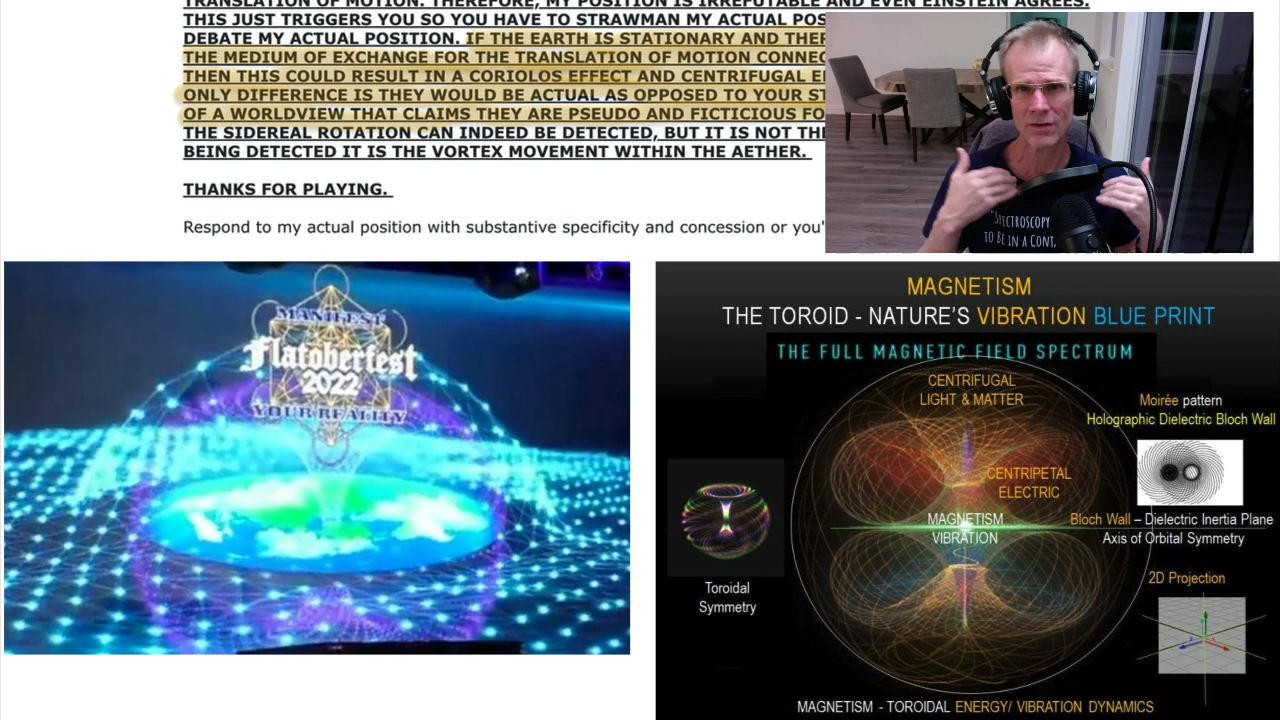 TRANSLATION OF MOTION. THEREFORE, MY POSITION IS IRREFUTABLE AND EVEN EINSTEIN AGREES.
THIS JUST TRIGGERS YOU SO YOU HAVE TO STRAWMAN MY ACTUAL POS
DEBATE MY ACTUAL POSITION. IF THE EARTH IS STATIONARY AND THER
THE MEDIUM OF EXCHANGE FOR THE TRANSLATION OF MOTION CONNEC
THEN THIS COULD RESULT IN A CORIOLOS EFFECT AND CENTRIFUGAL E
ONLY DIFFERENCE IS THEY WOULD BE ACTUAL AS OPPOSED TO YOUR ST
OF A WORLDVIEW THAT CLAIMS THEY ARE PSEUDO AND FICTICIOUS FO
THE SIDEREAL ROTATION CAN INDEED BE DETECTED, BUT IT IS NOT TH
BEING DETECTED IT IS THE VORTEX MOVEMENT WITHIN THE AETHER.
THANKS FOR PLAYING.
Respond to my actual position with substantive specificity and concession or you'
"SPECTROSCOPY
TO BE IN A CONT,
MANIFEST
Flatoberfest
2022
YOUR REALITY
MAGNETISM
THE TOROID - NATURE'S VIBRATION BLUE PRINT
THE FULL MAGNETIC FIELD SPECTRUM
CENTRIFUGAL
LIGHT & MATTER
Moirée pattern
Holographic Dielectric Bloch Wall
CENTRIPETAL
ELECTRIC
MAGNETISM
VIBRATION
Bloch Wall – Dielectric Inertia Plane
Axis of Orbital Symmetry
2D Projection
Toroidal
Symmetry
MAGNETISM - TOROIDAL ENERGY/ VIBRATION DYNAMICS